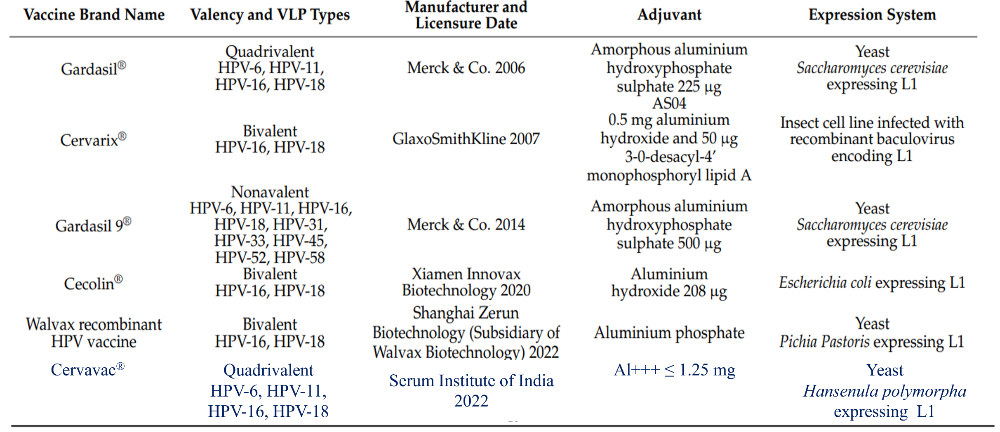 Vaccine Brand Name
Valency and VLP Types
Manufacturer and
Licensure Date
Adjuvant
Expression System
Gardasil®
Quadrivalent
HPV-6, HPV-11,
HPV-16, HPV-18
Merck & Co. 2006
Amorphous aluminium
hydroxyphosphate
sulphate 225 μg
Yeast
Saccharomyces cerevisiae
expressing L1
Cervarix®
Bivalent
HPV-16, HPV-18
GlaxoSmithKline 2007
AS04
0.5 mg aluminium
hydroxide and 50 μg
3-0-desacyl-4′
monophosphoryl lipid A
Insect cell line infected with
recombinant baculovirus
encoding L1
Gardasil 9®
Nonavalent
HPV-6, HPV-11, HPV-16,
HPV-18, HPV-31,
HPV-33, HPV-45,
HPV-52, HPV-58
Merck & Co. 2014
Amorphous aluminium
hydroxyphosphate
sulphate 500 μg
Yeast
Saccharomyces cerevisiae
expressing L1
Cecolin®
Bivalent
HPV-16, HPV-18
Xiamen Innovax
Biotechnology 2020
Aluminium
hydroxide 208 μg
Escherichia coli expressing L1
Walvax recombinant
HPV vaccine
Bivalent
HPV-16, HPV-18
Shanghai Zerun
Biotechnology (Subsidiary of
Walvax Biotechnology) 2022
Aluminium phosphate
Yeast
Pichia Pastoris expressing L1
Cervavac®
Quadrivalent
HPV-6, HPV-11,
HPV-16, HPV-18
Serum Institute of India
2022
Al+++ ≤ 1.25 mg
Yeast
Hansenula polymorpha
expressing L1